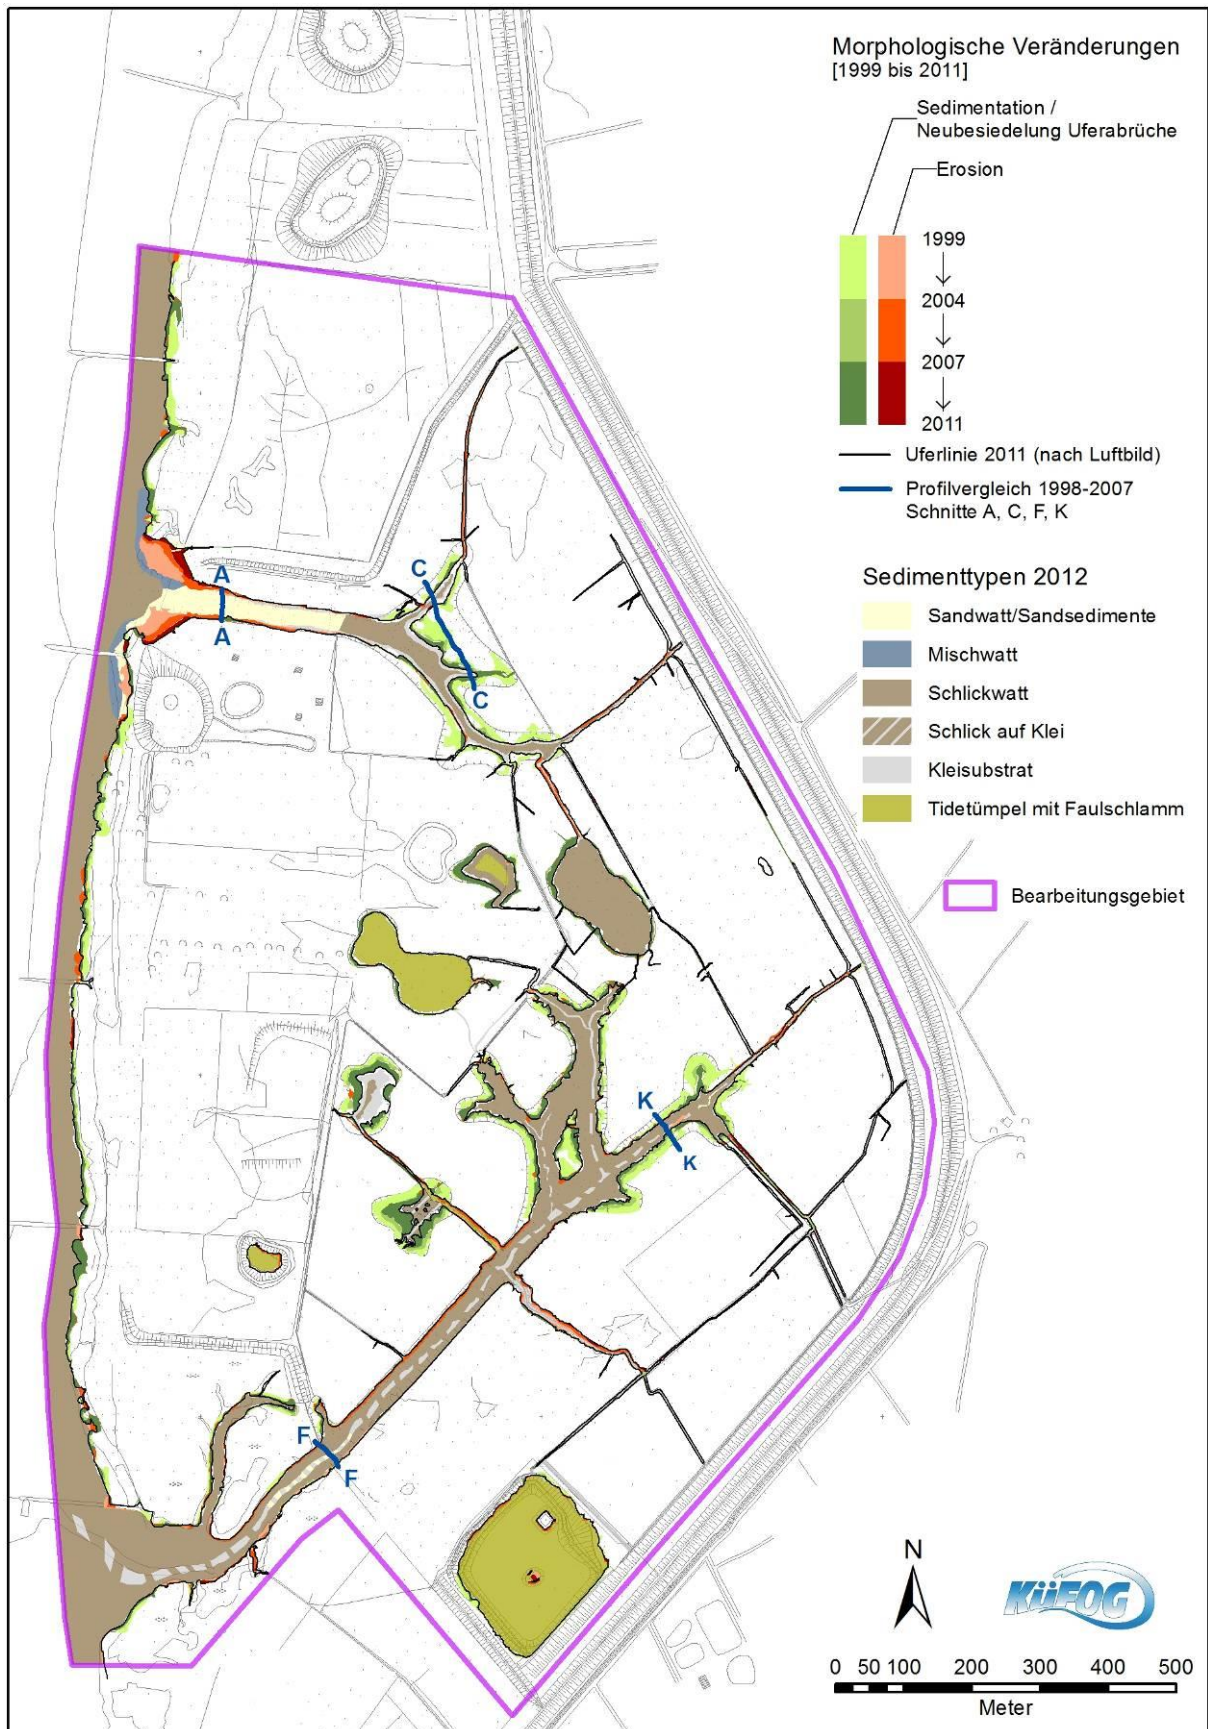 Morphologische Veränderungen
[1999 bis 2011]
Sedimentation /
Neubesiedelung Uferabrüche
Erosion
1999
2004
2007
2011
Uferlinie 2011 (nach Luftbild)
Profilvergleich 1998-2007
Schnitte A, C, F, K
Sedimenttypen 2012
Sandwatt/Sandsedimente
Mischwatt
Schlickwatt
Schlick auf Klei
Kleisubstrat
Tidetümpel mit Faulschlamm
Bearbeitungsgebiet
A
A
C
C
K
K
F
F
N
KüFOG
0 50 100 200 300 400 500
Meter